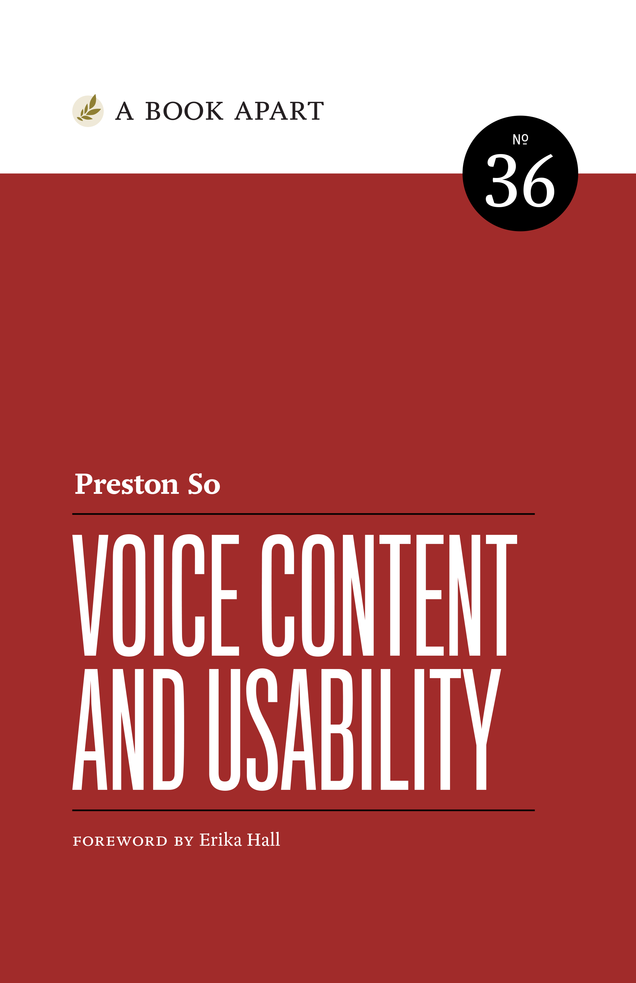 A BOOK APART
Nº
36
Preston So
VOICE CONTENT
AND USABILITY
FOREWORD BY Erika Hall